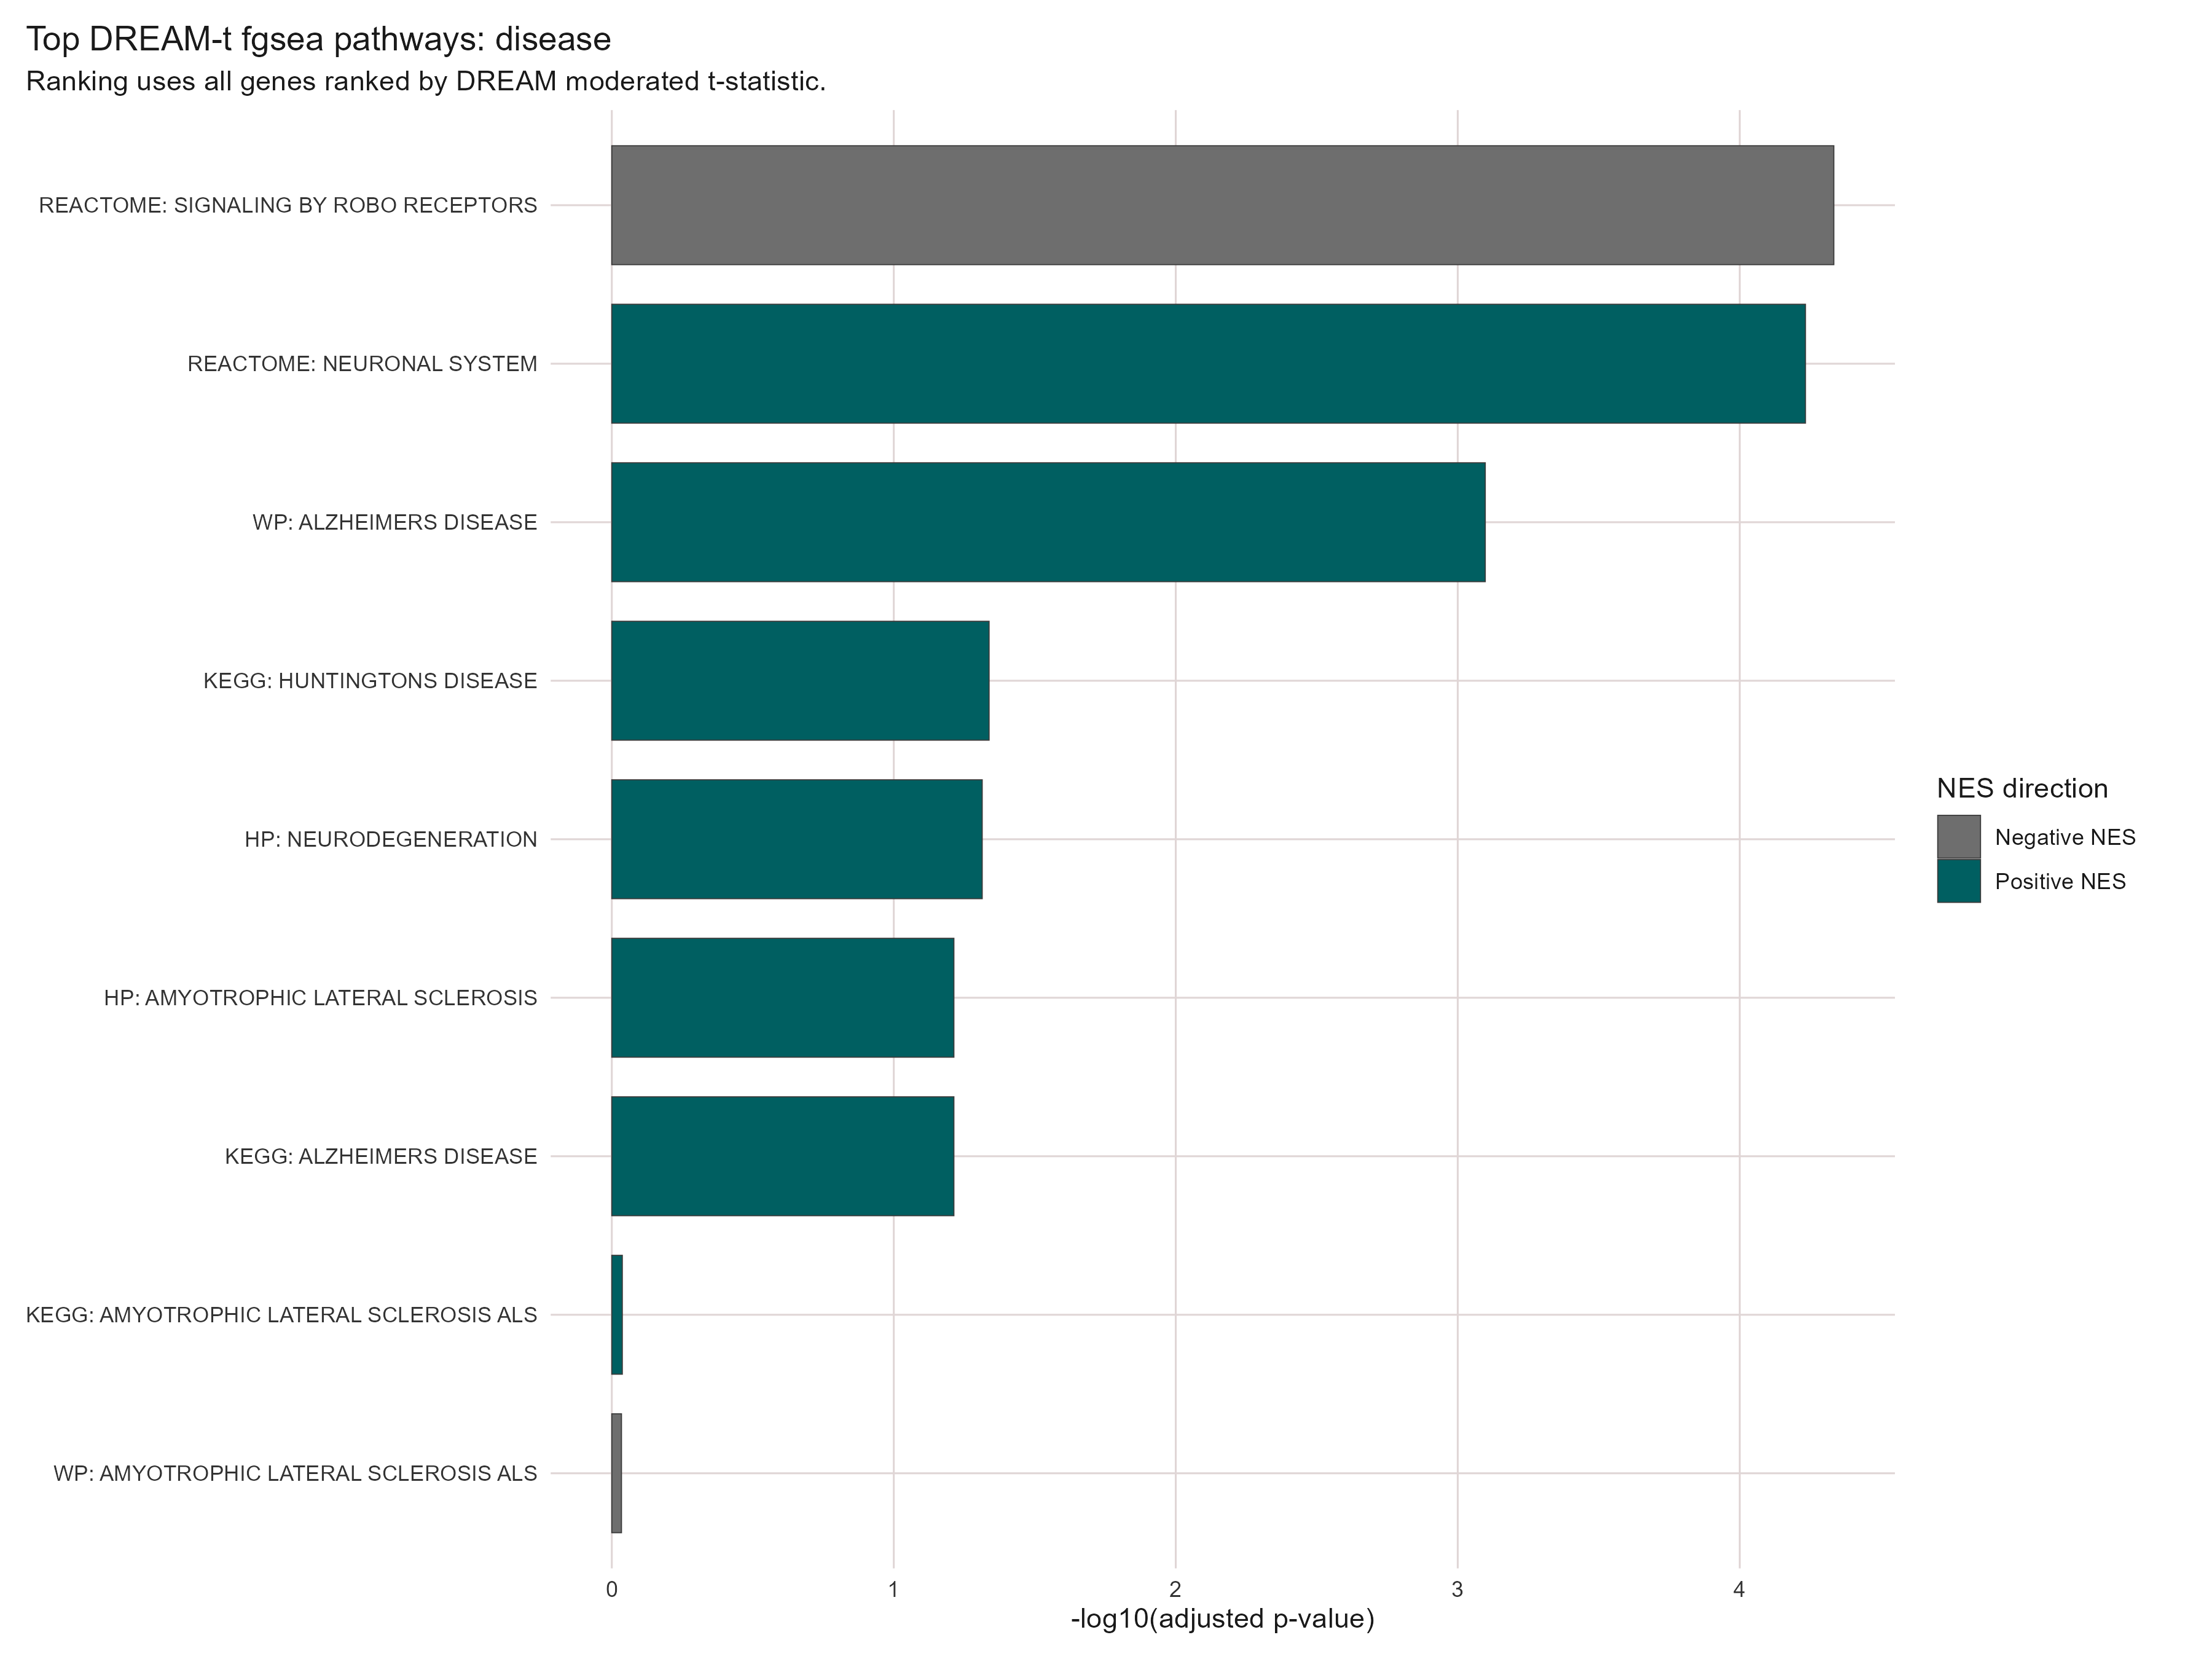 Top DREAM-t fgsea pathways: disease
Ranking uses all genes ranked by DREAM moderated t-statistic.
REACTOME: SIGNALING BY ROBO RECEPTORS
REACTOME: NEURONAL SYSTEM
WP: ALZHEIMERS DISEASE
KEGG: HUNTINGTONS DISEASE
HP: NEURODEGENERATION
HP: AMYOTROPHIC LATERAL SCLEROSIS
KEGG: ALZHEIMERS DISEASE
KEGG: AMYOTROPHIC LATERAL SCLEROSIS ALS
WP: AMYOTROPHIC LATERAL SCLEROSIS ALS
0 1 2 3 4
-log10(adjusted p-value)
NES direction
Negative NES
Positive NES